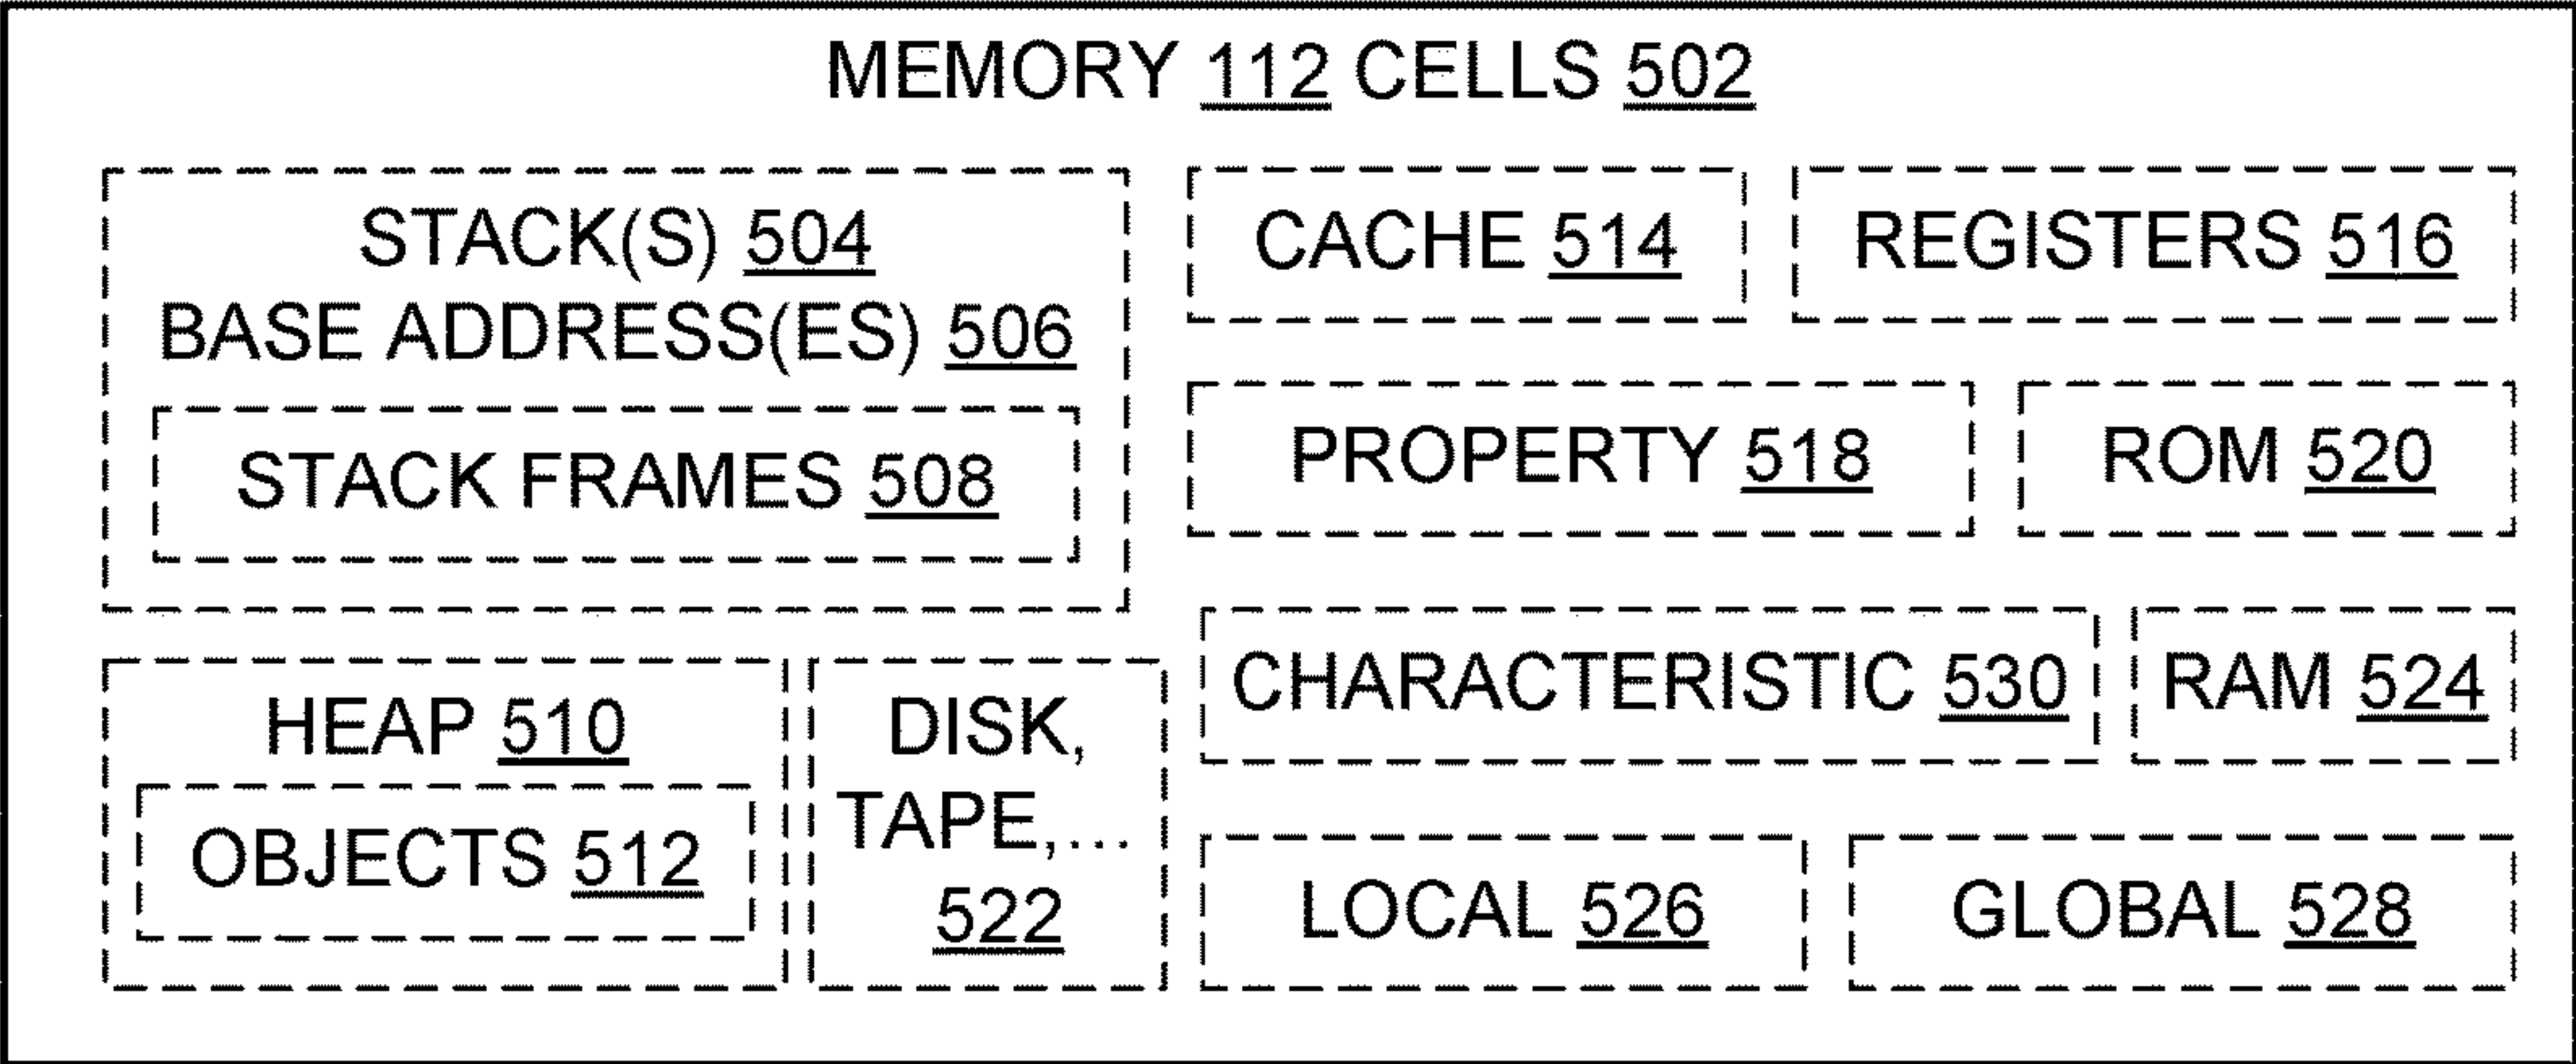 MEMORY 112 CELLS 502
STACK(S) 504
BASE ADDRESS(ES) 506
STACK FRAMES 508
CACHE 514
REGISTERS 516
PROPERTY 518
ROM 520
HEAP 510
OBJECTS 512
DISK,
TAPE,...
522
CHARACTERISTIC 530
RAM 524
LOCAL 526
GLOBAL 528